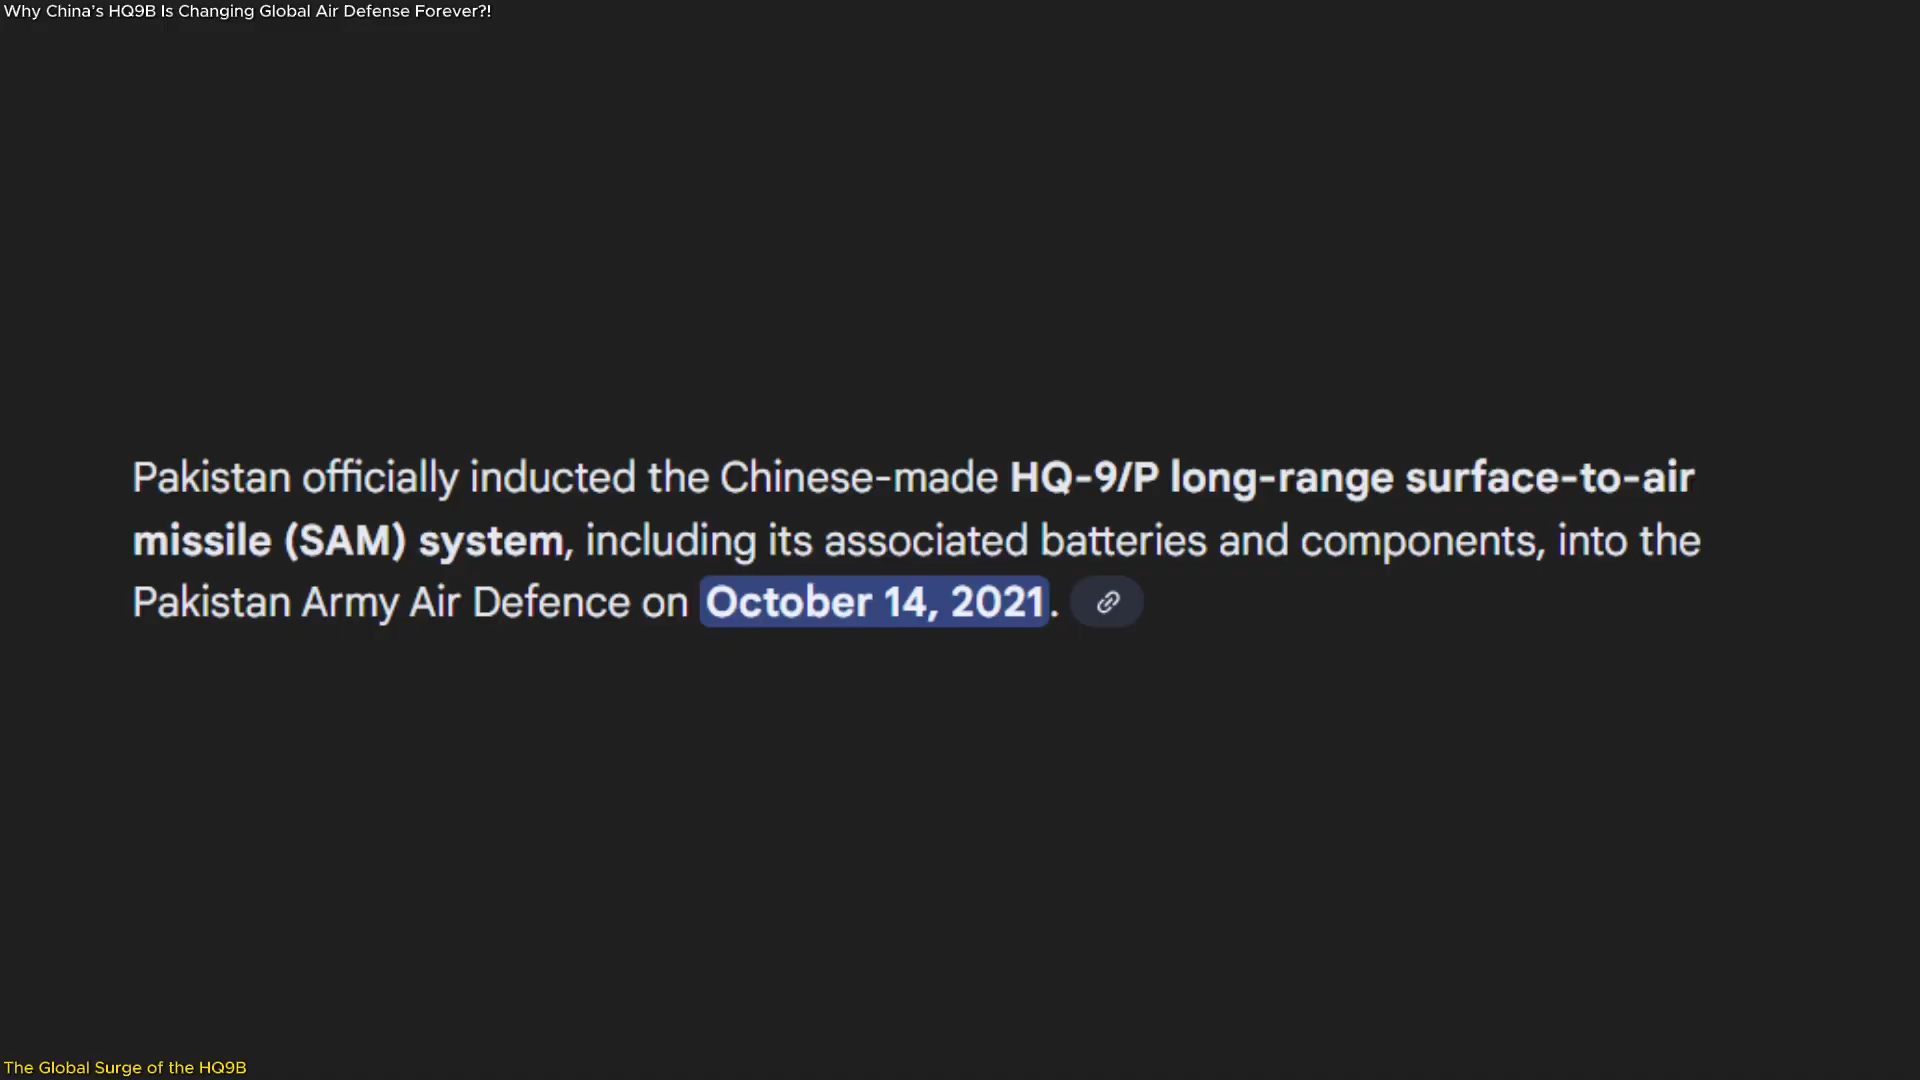 Why China's HQ9B Is Changing Global Air Defense Forever?!
Pakistan officially inducted the Chinese-made HQ-9/P long-range surface-to-air
missile (SAM) system, including its associated batteries and components, into the
Pakistan Army Air Defence on October 14, 2021.
The Global Surge of the HQ9B